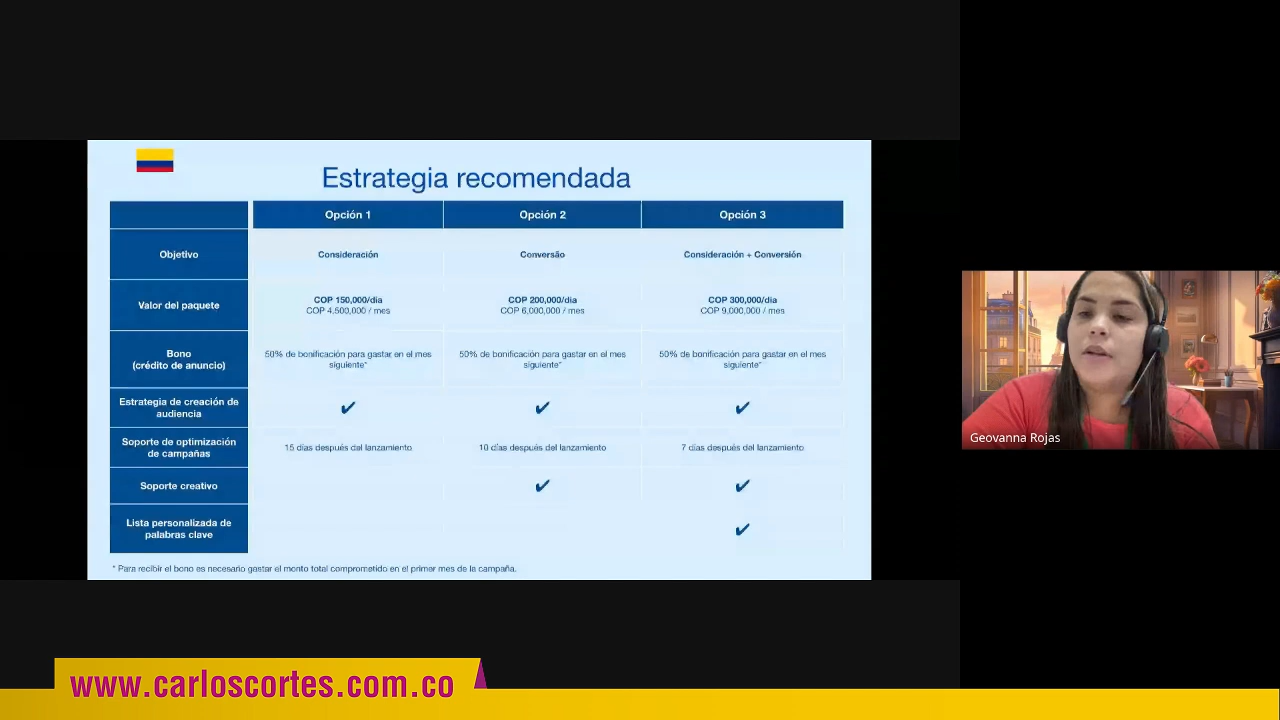 Estrategia recomendada
Opción 1
Opción 2
Opción 3
Objetivo
Consideración
Conversão
Consideración + Conversión
Valor del paquete
COP 150,000/dia
COP 4,500,000 / mes
COP 200,000/dia
COP 6,000,000 / mes
COP 300,000/dia
COP 9,000,000 / mes
Bono
(crédito de anuncio)
50% de bonificación para gastar en el mes
siguiente*
50% de bonificación para gastar en el mes
siguiente*
50% de bonificación para gastar en el mes
siguiente*
Estrategia de creación de
audiencia
✔
✔
✔
Soporte de optimización
de campañas
15 días después del lanzamiento
10 días después del lanzamiento
7 días después del lanzamiento
Soporte creativo
✔
✔
Lista personalizada de
palabras clave
✔
* Para recibir el bono es necesario gastar el monto total comprometido en el primer mes de la campaña.
Geovanna Rojas
www.carloscortes.com.co